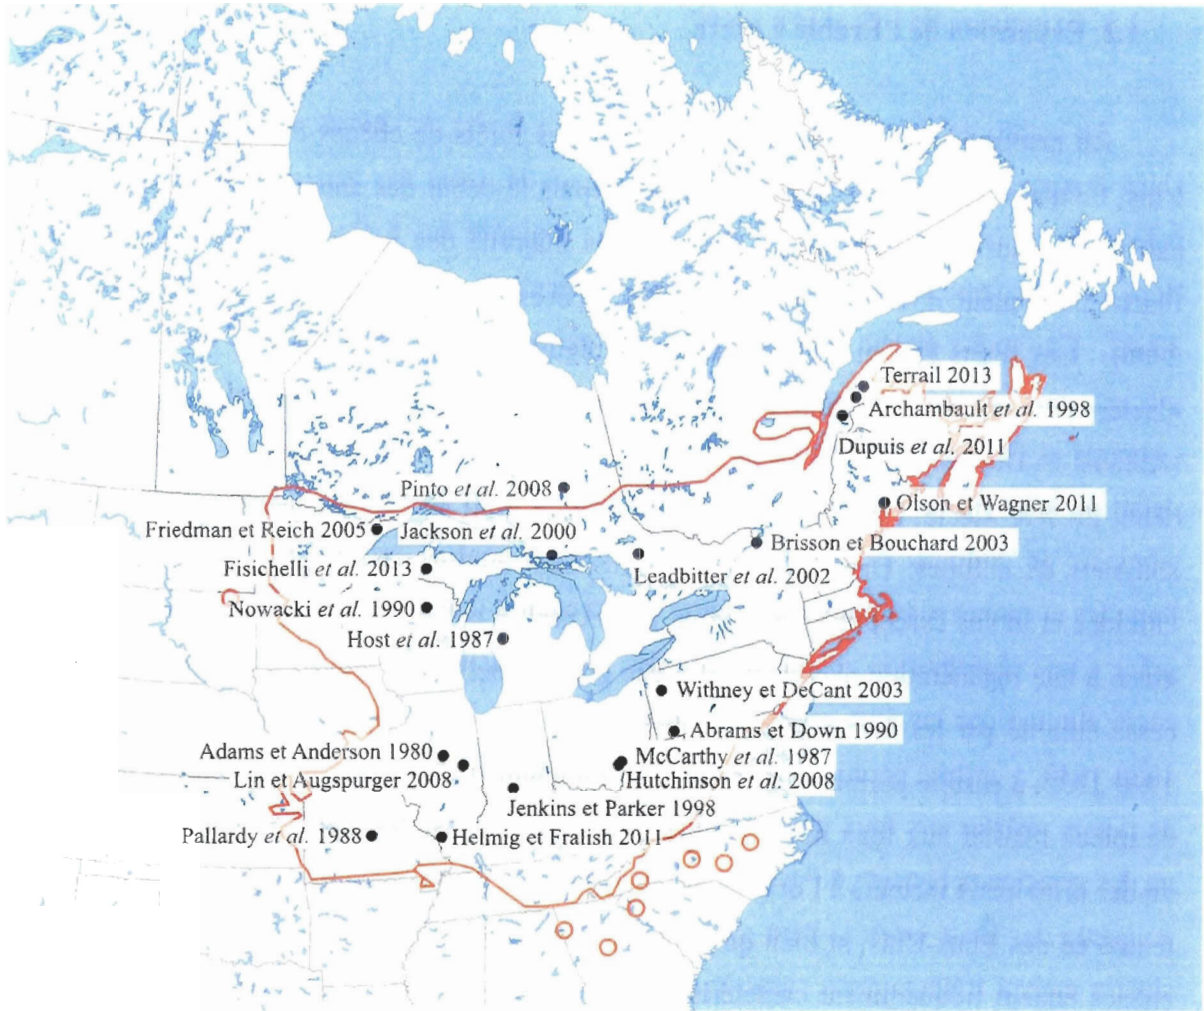 Terrail 2013
Archambault et al. 1998
Dupuis et al. 2011
Pinto et al. 2008
Olson et Wagner 2011
Friedman et Reich 2005
Jackson et al. 2000
Brisson et Bouchard 2003
Fisichelli et al. 2013
Leadbitter et al. 2002
Nowacki et al. 1990
Host et al. 1987
Withney et DeCant 2003
Abrams et Down 1990
Adams et Anderson 1980
McCarthy et al. 1987
Lin et Augspurger 2008
Hutchinson et al. 2008
Jenkins et Parker 1998
Pallardy et al. 1988
Helmig et Fralish 2011